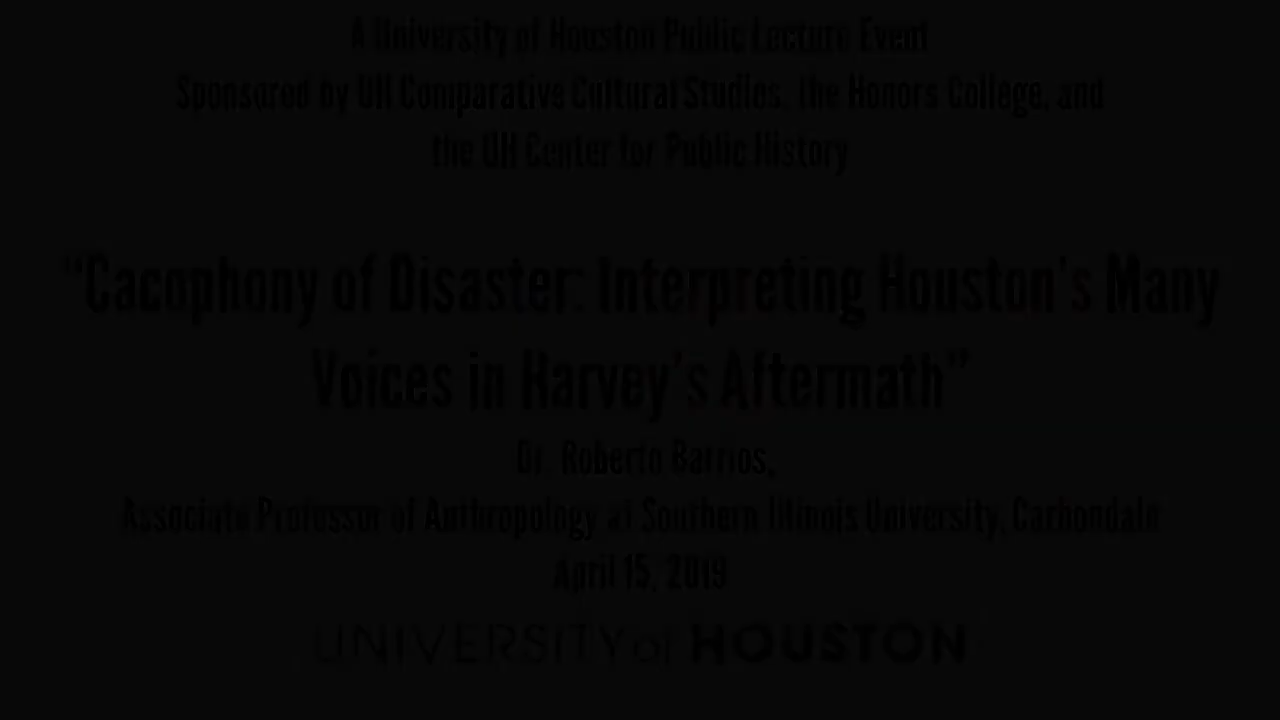 A University of Houston Public Lecture Event
Sponsored by UH Comparative Cultural Studies, the Honors College, and
the UH Center for Public History
"Cacophony of Disaster: Interpreting Houston's Many
Voices in Harvey's Aftermath"
Dr. Roberto Barrios,
Associate Professor of Anthropology at Southern Illinois University, Carbondale
April 15, 2019
UNIVERSITY of HOUSTON